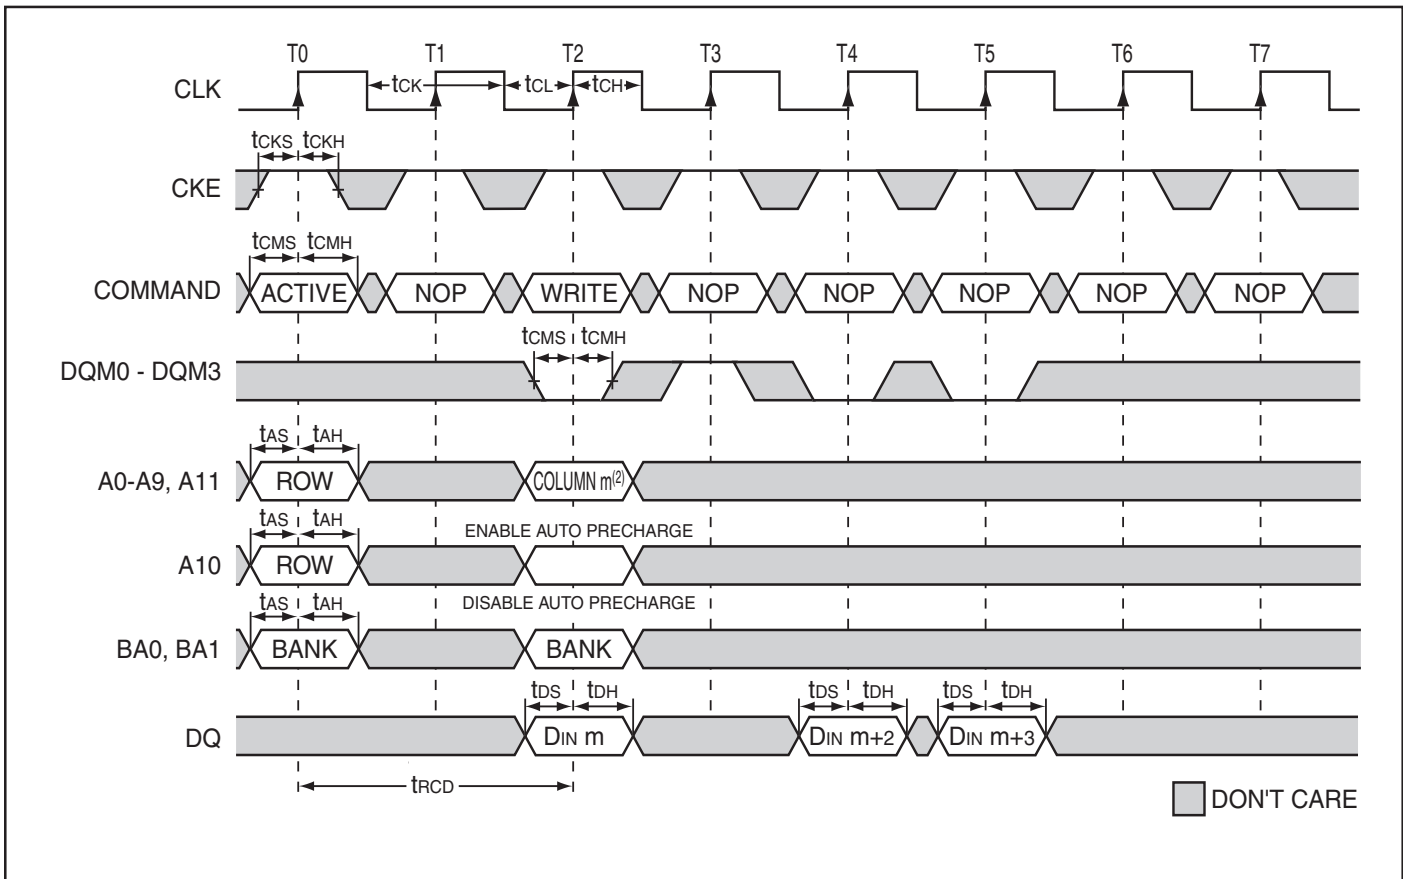 T0 T1 T2 T3 T4 T5 T6 T7
CLK tCK tCL tCH
tCKS tCKH
CKE
tCMS tCMH
COMMAND ACTIVE NOP WRITE NOP NOP NOP NOP NOP
tCMS tCMH
DQM0 - DQM3
tAS tAH
A0-A9, A11 ROW COLUMN m(2)
tAS tAH ENABLE AUTO PRECHARGE
A10 ROW
tAS tAH DISABLE AUTO PRECHARGE
BA0, BA1 BANK BANK
tDS tDH tDS tDH tDS tDH
DQ DIN m DIN m+2 DIN m+3
tRCD
DON'T CARE